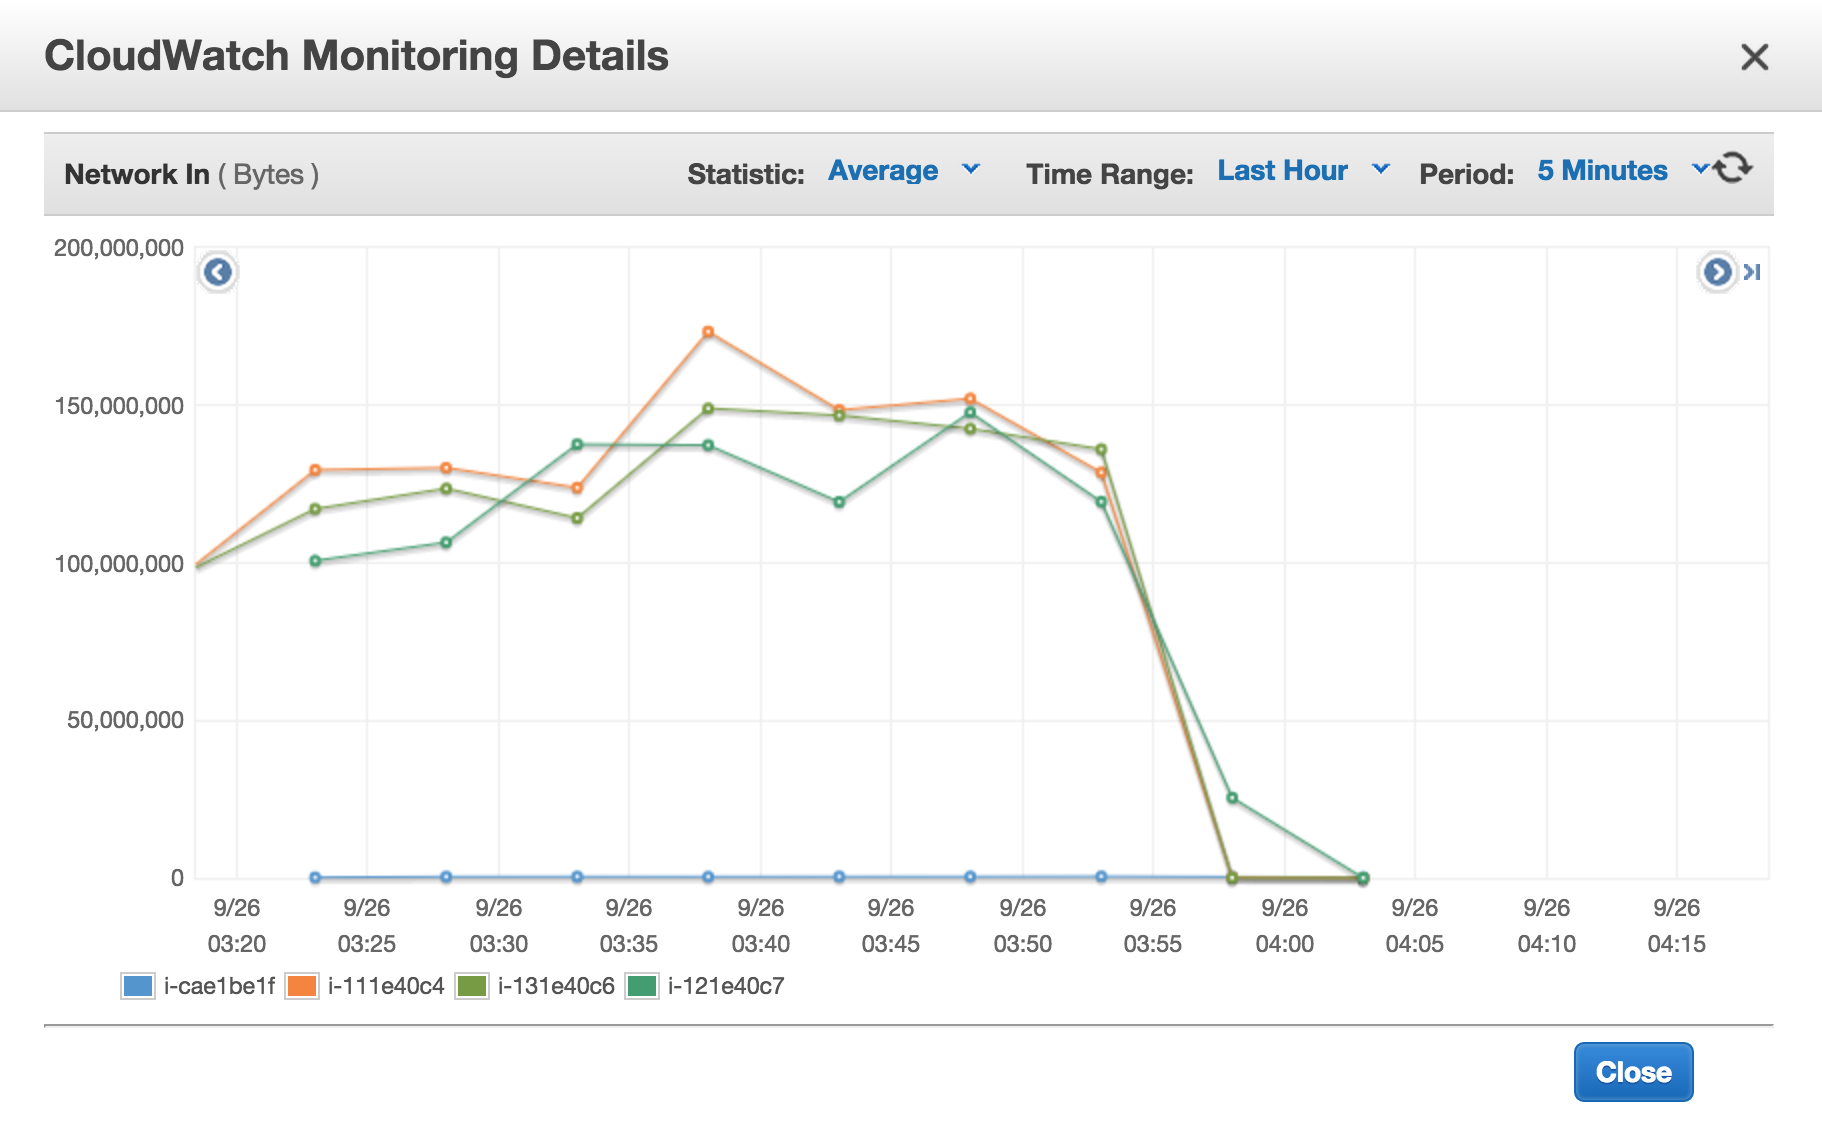 CloudWatch Monitoring Details
Network In ( Bytes ) Statistic: Average Time Range: Last Hour Period: 5 Minutes
200,000,000
150,000,000
100,000,000
50,000,000
0
9/26 9/26 9/26 9/26 9/26 9/26 9/26 9/26 9/26 9/26 9/26 9/26
03:20 03:25 03:30 03:35 03:40 03:45 03:50 03:55 04:00 04:05 04:10 04:15
i-cae1be1f i-111e40c4 i-131e40c6 i-121e40c7
Close